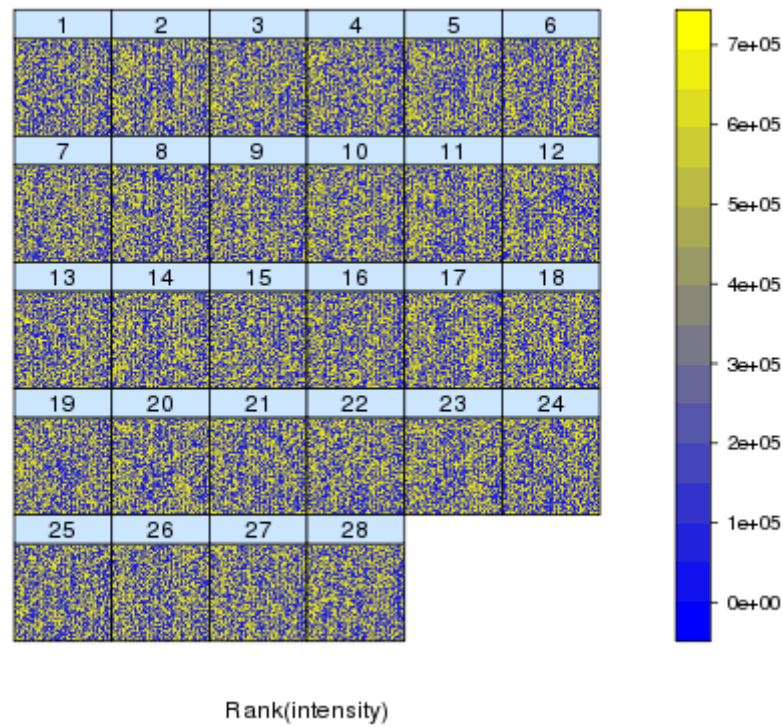 1 2 3 4 5 6
7 8 9 10 11 12
13 14 15 16 17 18
19 20 21 22 23 24
25 26 27 28
7e+05
6e+05
5e+05
4e+05
3e+05
2e+05
1e+05
0e+00
Rank(intensity)